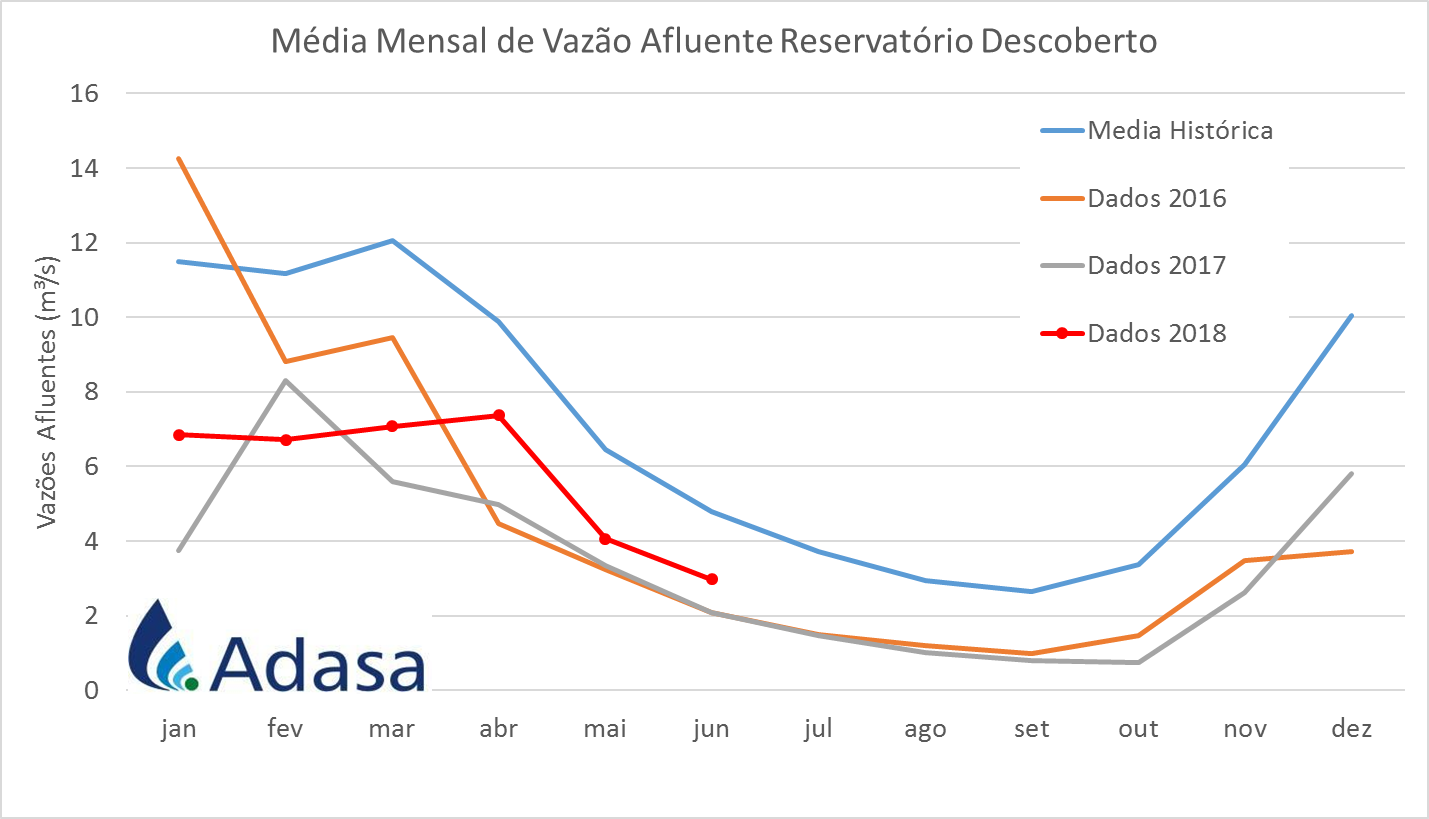 Média Mensal de Vazão Afluente Reservatório Descoberto
16
14
12
10
8
6
4
2
0
Vazões Afluentes (m³/s)
Media Histórica
Dados 2016
Dados 2017
Dados 2018
Adasa
jan fev mar abr mai jun jul ago set out nov dez